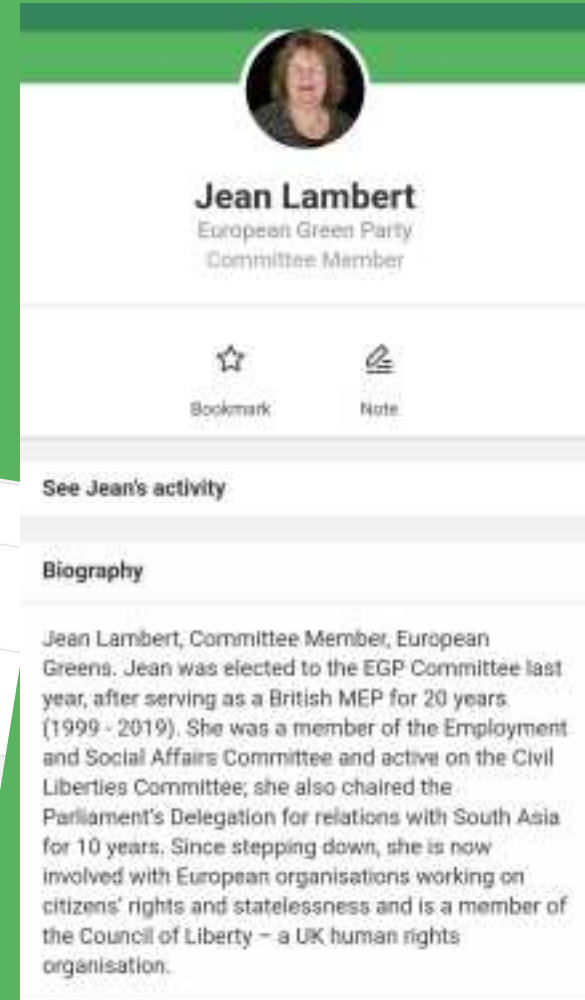 Jean Lambert
European Green Party
Committee Member
Bookmark
Note
See Jean's activity
Biography
Jean Lambert, Committee Member, European
Greens. Jean was elected to the EGP Committee last
year, after serving as a British MEP for 20 years
(1999 - 2019). She was a member of the Employment
and Social Affairs Committee and active on the Civil
Liberties Committee; she also chaired the
Parliament's Delegation for relations with South Asia
for 10 years. Since stepping down, she is now
involved with European organisations working on
citizens' rights and statelessness and is a member of
the Council of Liberty – a UK human rights
organisation.